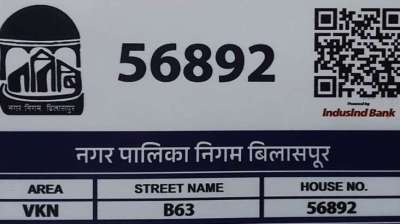 56892
नगर निगम बिलासपुर
Powered by
IndusInd Bank
नगर पालिका निगम बिलासपुर
AREA STREET NAME HOUSE NO.
VKN B63 56892